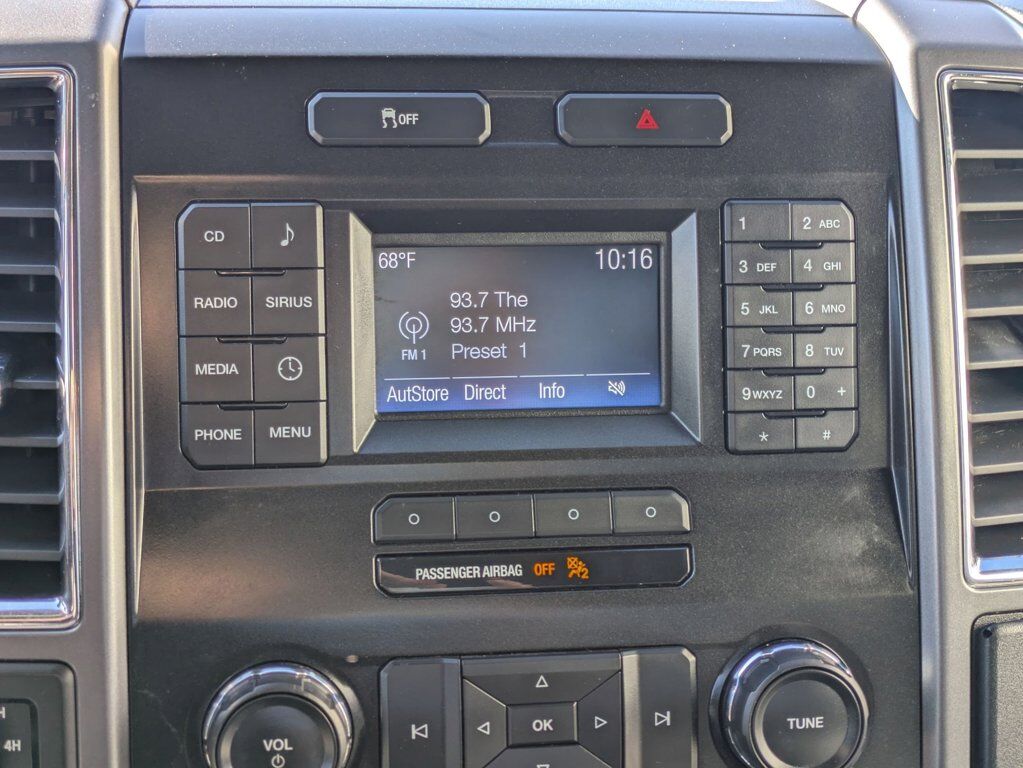 OFF
68°F 10:16
93.7 The
93.7 MHz
FM 1
Preset 1
AutStore Direct Info
CD
RADIO SIRIUS
MEDIA
PHONE MENU
1 2 ABC
3 DEF 4 GHI
5 JKL 6 MNO
7 PQRS 8 TUV
9 WXYZ 0 +
* #
PASSENGER AIRBAG OFF 2
VOL
OK
TUNE
4H